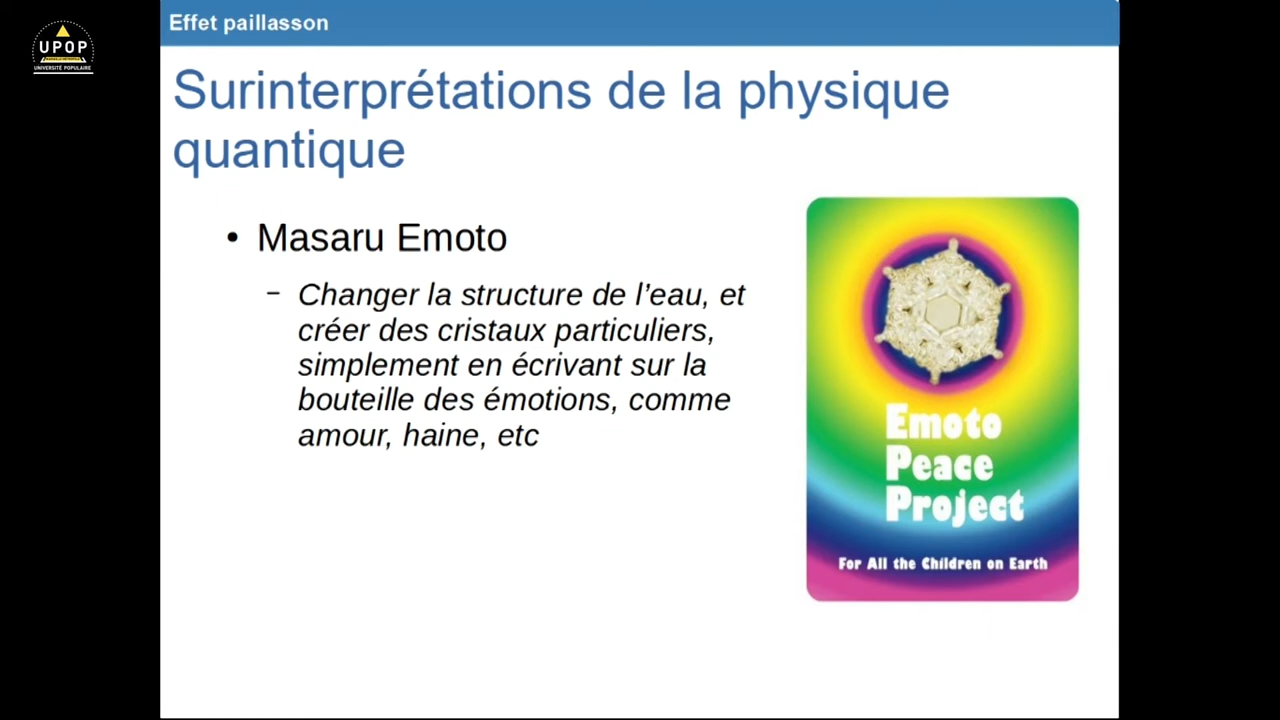 UPOP
UNIVERSITÉ POPULAIRE
Effet paillasson
Surinterprétations de la physique
quantique
• Masaru Emoto
– Changer la structure de l’eau, et
créer des cristaux particuliers,
simplement en écrivant sur la
bouteille des émotions, comme
amour, haine, etc
Emoto
Peace
Project
For All the Children on Earth